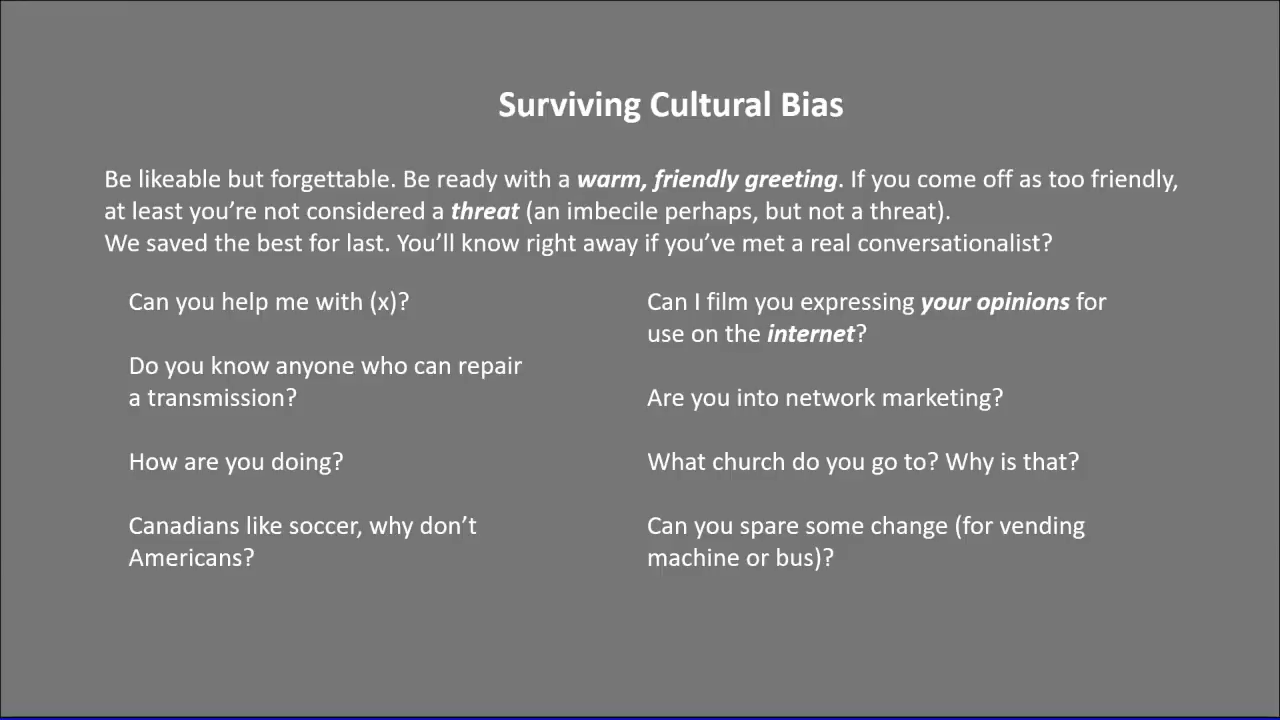 Surviving Cultural Bias
Be likeable but forgettable. Be ready with a warm, friendly greeting. If you come off as too friendly,
at least you’re not considered a threat (an imbecile perhaps, but not a threat).
We saved the best for last. You’ll know right away if you’ve met a real conversationalist?
Can you help me with (x)?
Do you know anyone who can repair
a transmission?
How are you doing?
Canadians like soccer, why don’t
Americans?
Can I film you expressing your opinions for
use on the internet?
Are you into network marketing?
What church do you go to? Why is that?
Can you spare some change (for vending
machine or bus)?